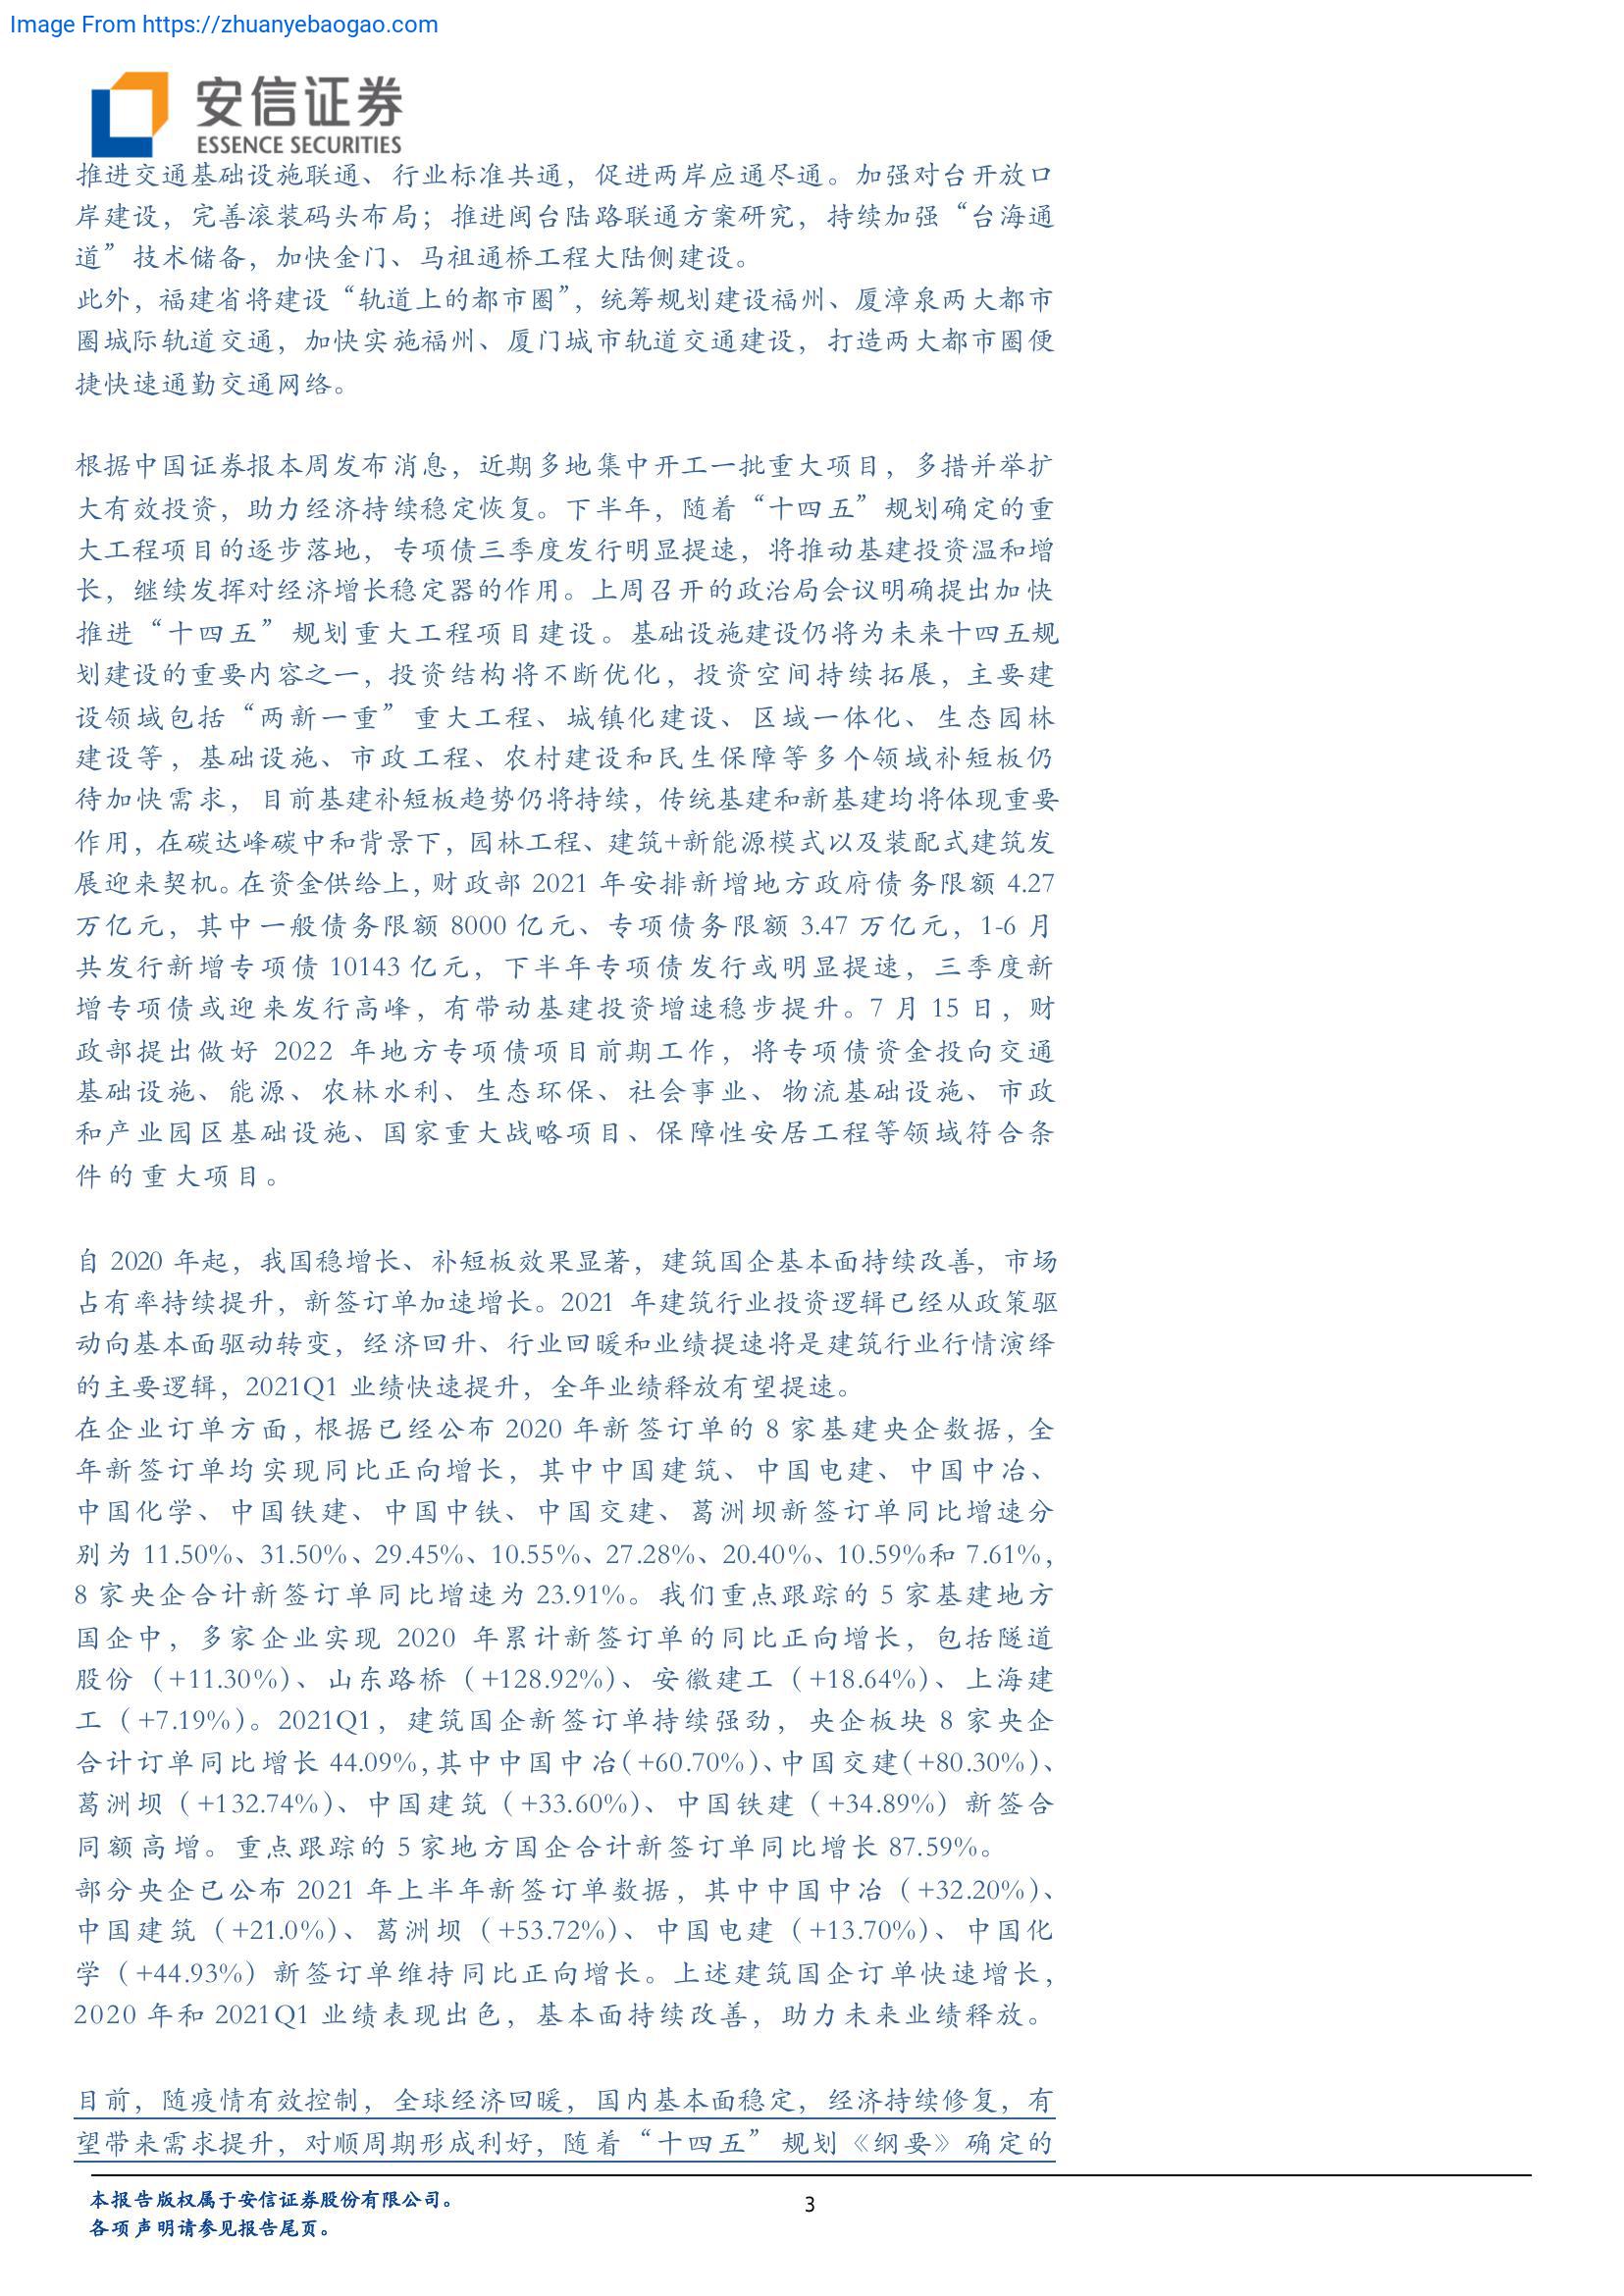 Image From https://zhuanyebaogao.com
安信证券
ESSENCE SECURITIES
推进交通基础设施联通、行业标准共通，促进两岸应通尽通。加强对台开放口
岸建设，完善滚装码头布局；推进闽台陆路联通方案研究，持续加强“台海通
道”技术储备，加快金门、马祖通桥工程大陆侧建设。
此外，福建省将建设“轨道上的都市圈”，统筹规划建设福州、厦漳泉两大都市
圈城际轨道交通，加快实施福州、厦门城市轨道交通建设，打造两大都市圈便
捷快速通勤交通网络。
根据中国证券报本周发布消息，近期多地集中开工一批重大项目，多措并举扩
大有效投资，助力经济持续稳定恢复。下半年，随着“十四五”规划确定的重
大工程项目的逐步落地，专项债三季度发行明显提速，将推动基建投资温和增
长，继续发挥对经济增长稳定器的作用。上周召开的政治局会议明确提出加快
推进“十四五”规划重大工程项目建设。基础设施建设仍将为未来十四五规
划建设的重要内容之一，投资结构将不断优化，投资空间持续拓展，主要建
设领域包括“两新一重”重大工程、城镇化建设、区域一体化、生态园林
建设等，基础设施、市政工程、农村建设和民生保障等多个领域补短板仍
待加快需求，目前基建补短板趋势仍将持续，传统基建和新基建均将体现重要
作用，在碳达峰碳中和背景下，园林工程、建筑+新能源模式以及装配式建筑发
展迎来契机。在资金供给上，财政部 2021 年安排新增地方政府债务限额 4.27
万亿元，其中一般债务限额 8000 亿元、专项债务限额 3.47 万亿元，1-6 月
共发行新增专项债 10143 亿元，下半年专项债发行或明显提速，三季度新
增专项债或迎来发行高峰，有带动基建投资增速稳步提升。7 月 15 日，财
政部提出做好 2022 年地方专项债项目前期工作，将专项债资金投向交通
基础设施、能源、农林水利、生态环保、社会事业、物流基础设施、市政
和产业园区基础设施、国家重大战略项目、保障性安居工程等领域符合条
件的重大项目。
自 2020 年起，我国稳增长、补短板效果显著，建筑国企基本面持续改善，市场
占有率持续提升，新签订单加速增长。2021 年建筑行业投资逻辑已经从政策驱
动向基本面驱动转变，经济回升、行业回暖和业绩提速将是建筑行业行情演绎
的主要逻辑，2021Q1 业绩快速提升，全年业绩释放有望提速。
在企业订单方面，根据已经公布 2020 年新签订单的 8 家基建央企数据，全
年新签订单均实现同比正向增长，其中中国建筑、中国电建、中国中冶、
中国化学、中国铁建、中国中铁、中国交建、葛洲坝新签订单同比增速分
别为 11.50%、31.50%、29.45%、10.55%、27.28%、20.40%、10.59%和 7.61%，
8 家央企合计新签订单同比增速为 23.91%。我们重点跟踪的 5 家基建地方
国企中，多家企业实现 2020 年累计新签订单的同比正向增长，包括隧道
股份（+11.30%）、山东路桥（+128.92%）、安徽建工（+18.64%）、上海建
工（+7.19%）。2021Q1，建筑国企新签订单持续强劲，央企板块 8 家央企
合计订单同比增长 44.09%，其中中国中冶（+60.70%）、中国交建（+80.30%）、
葛洲坝（+132.74%）、中国建筑（+33.60%）、中国铁建（+34.89%）新签合
同额高增。重点跟踪的 5 家地方国企合计新签订单同比增长 87.59%。
部分央企已公布 2021 年上半年新签订单数据，其中中国中冶（+32.20%）、
中国建筑（+21.0%）、葛洲坝（+53.72%）、中国电建（+13.70%）、中国化
学（+44.93%）新签订单维持同比正向增长。上述建筑国企订单快速增长，
2020 年和 2021Q1 业绩表现出色，基本面持续改善，助力未来业绩释放。
目前，随疫情有效控制，全球经济回暖，国内基本面稳定，经济持续修复，有
望带来需求提升，对顺周期形成利好，随着“十四五”规划《纲要》确定的
本报告版权属于安信证券股份有限公司。
3
各项声明请参见报告尾页。